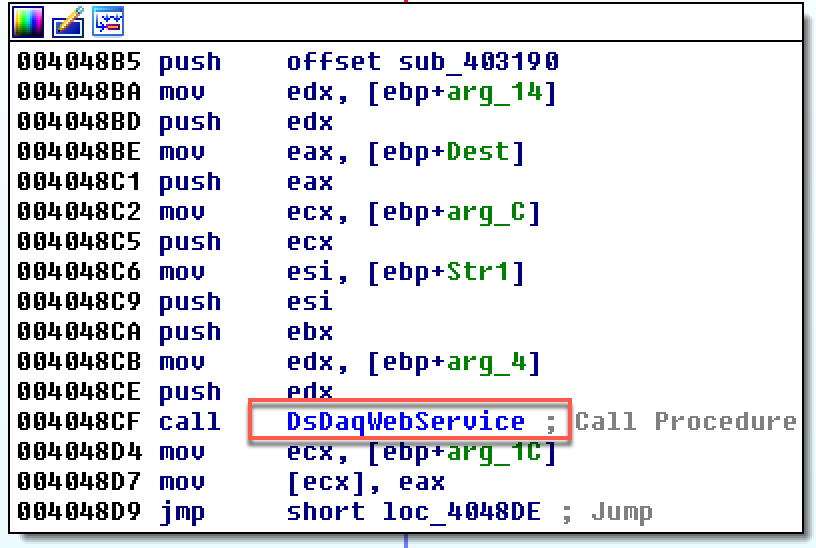 004048B5 push offset sub_403190
004048BA mov edx, [ebp+arg_14]
004048BD push edx
004048BE mov eax, [ebp+Dest]
004048C1 push eax
004048C2 mov ecx, [ebp+arg_C]
004048C5 push ecx
004048C6 mov esi, [ebp+Str1]
004048C9 push esi
004048CA push ebx
004048CB mov edx, [ebp+arg_4]
004048CE push edx
004048CF call DsDaqWebService ; Call Procedure
004048D4 mov ecx, [ebp+arg_1C]
004048D7 mov [ecx], eax
004048D9 jmp short loc_4048DE ; Jump